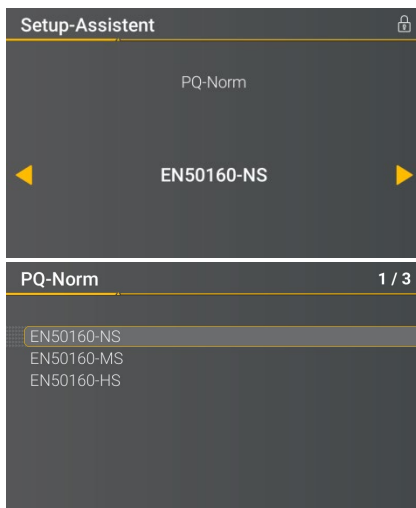 Setup-Assistent
PQ-Norm
EN50160-NS
PQ-Norm 1 / 3
EN50160-NS
EN50160-MS
EN50160-HS